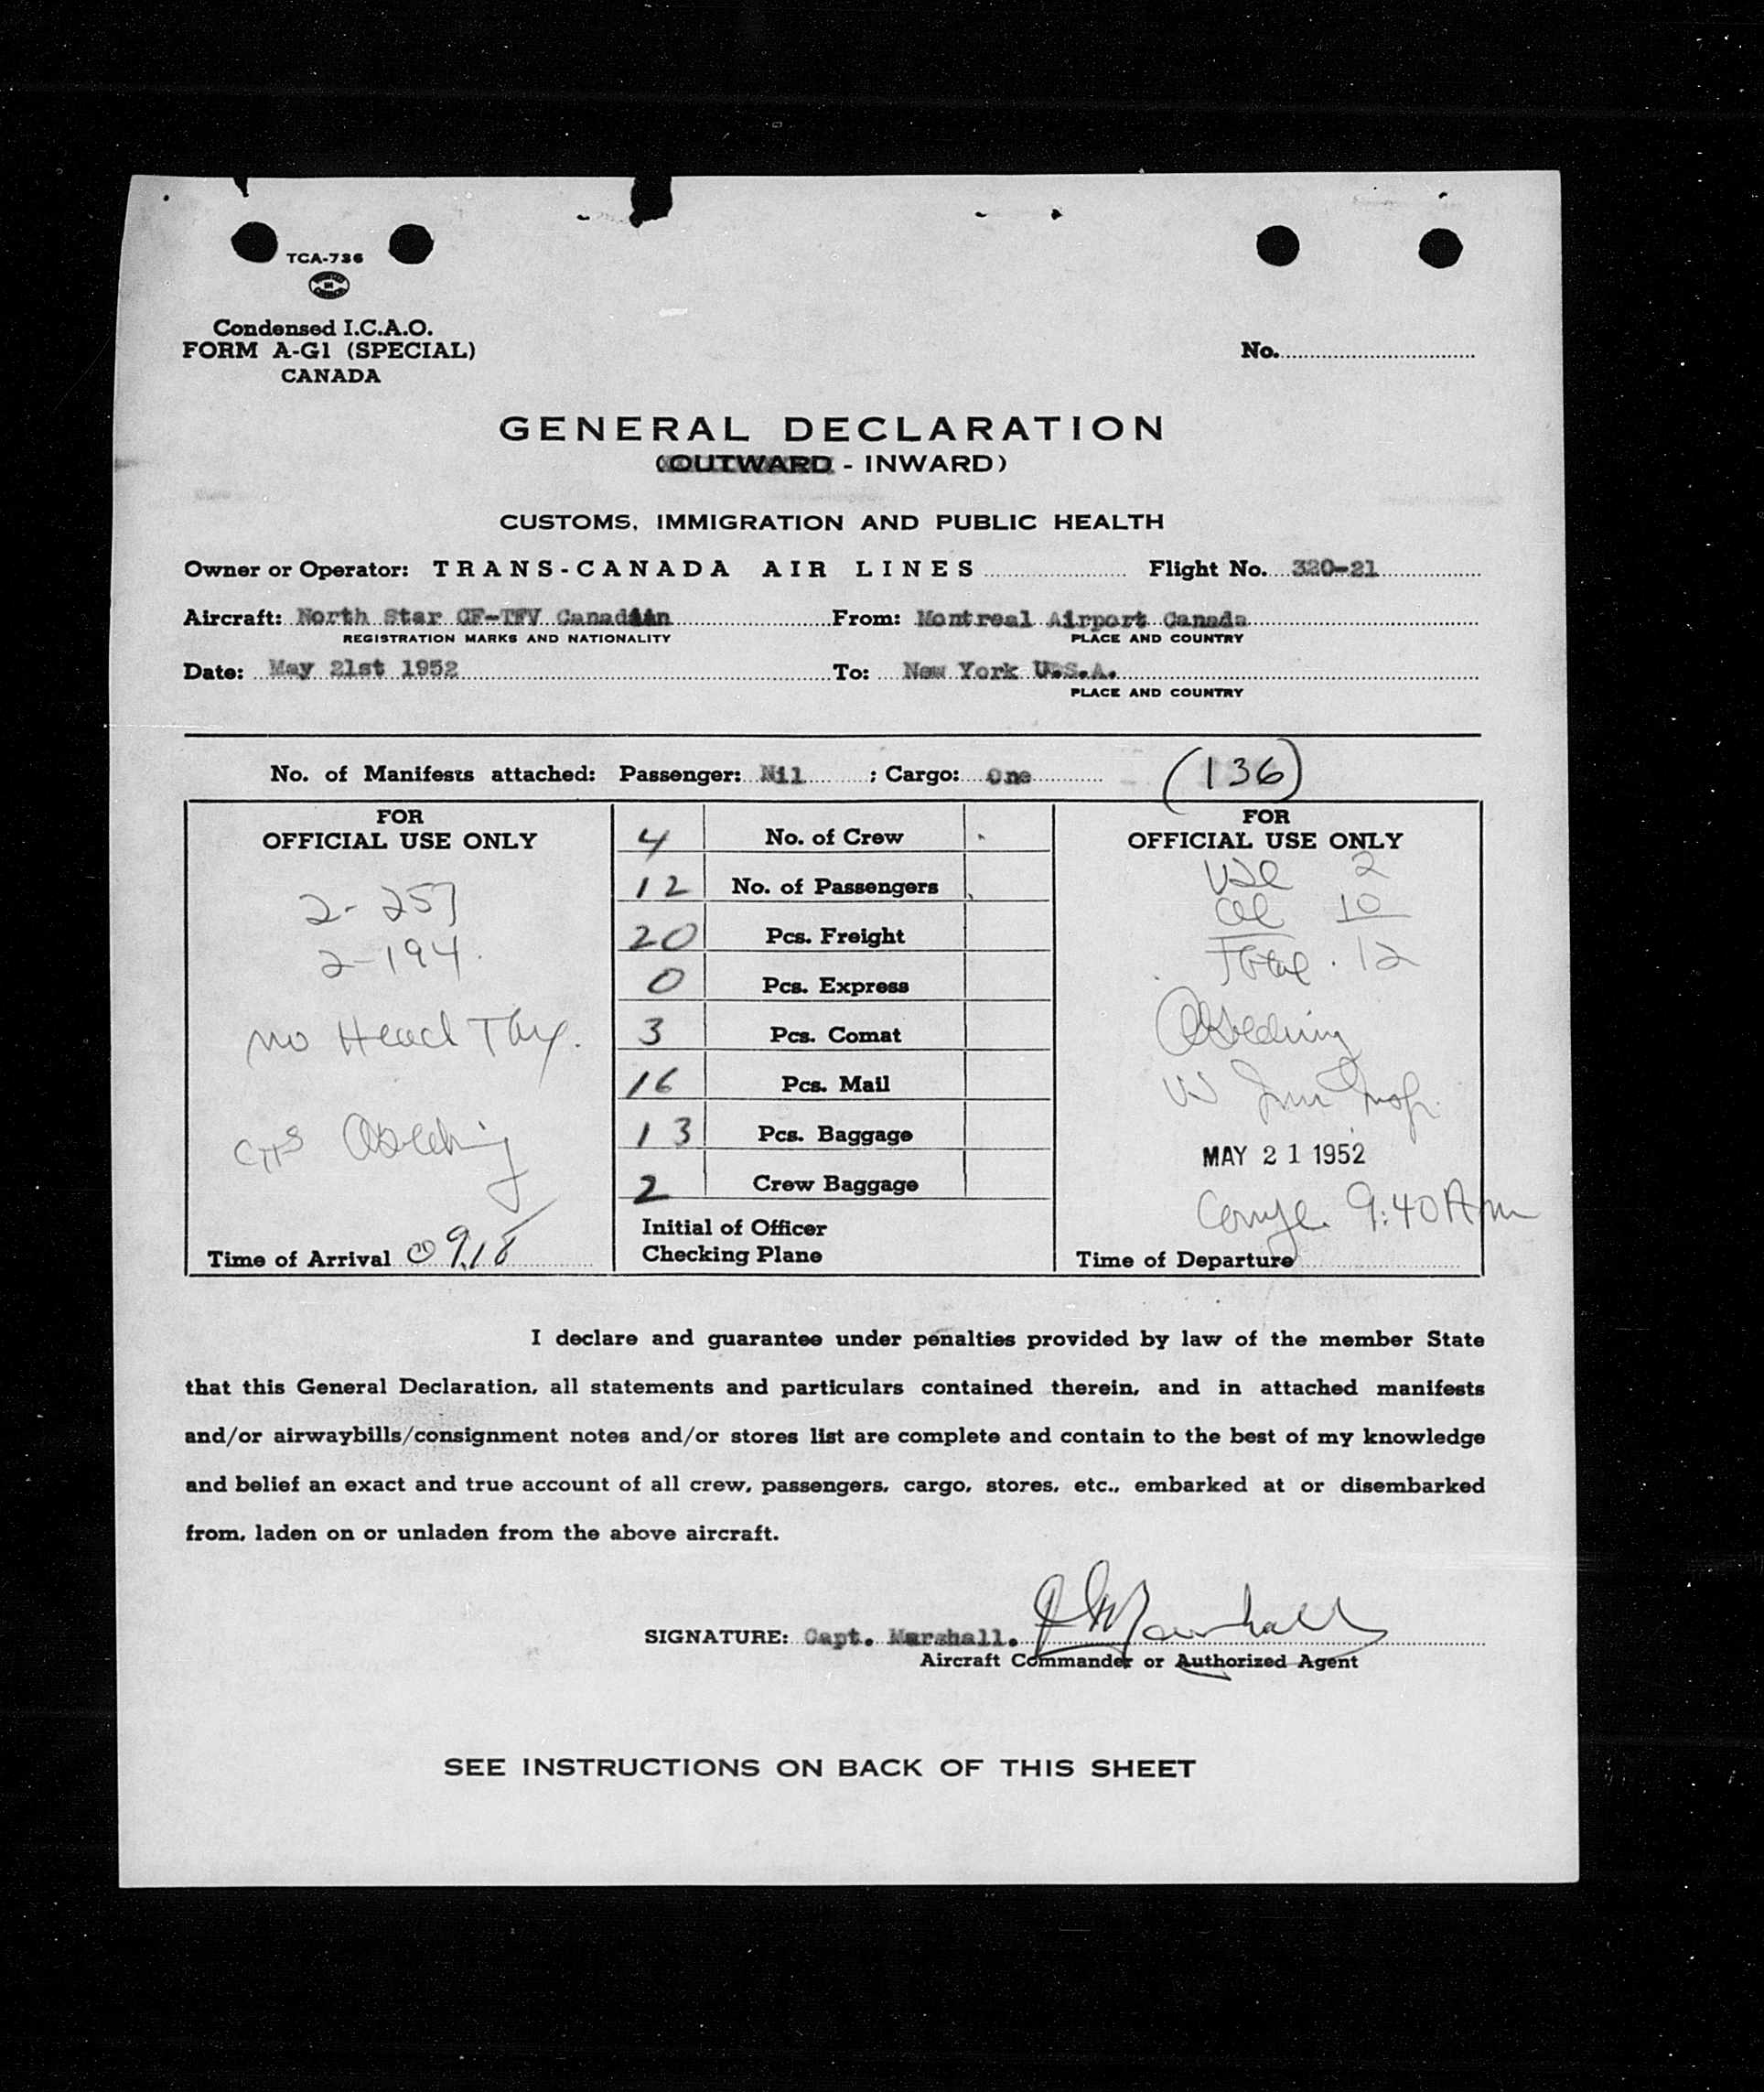 TCA-736
Condensed I.C.A.O.
FORM A-G1 (SPECIAL)
CANADA
No.
GENERAL DECLARATION
(OUTWARD - INWARD)
CUSTOMS, IMMIGRATION AND PUBLIC HEALTH
Owner or Operator: TRANS-CANADA AIR LINES Flight No. 320-21
Aircraft: North Star CF-TFV Canadian From: Montreal Airport Canada
REGISTRATION MARKS AND NATIONALITY PLACE AND COUNTRY
Date: May 21st 1952 To: New York U.S.A.
PLACE AND COUNTRY
No. of Manifests attached: Passenger: Nil ; Cargo: One (136)
FOR
OFFICIAL USE ONLY
2-257
2-194.
No Head Tax.
Time of Arrival 09.18
4 No. of Crew
12 No. of Passengers
20 Pcs. Freight
0 Pcs. Express
3 Pcs. Comat
16 Pcs. Mail
13 Pcs. Baggage
2 Crew Baggage
Initial of Officer
Checking Plane
FOR
OFFICIAL USE ONLY
USC 2
al 10
Total . 12
US Imm Insp.
MAY 21 1952
9:40 Am
Time of Departure
I declare and guarantee under penalties provided by law of the member State
that this General Declaration, all statements and particulars contained therein, and in attached manifests
and/or airwaybills/consignment notes and/or stores list are complete and contain to the best of my knowledge
and belief an exact and true account of all crew, passengers, cargo, stores, etc., embarked at or disembarked
from, laden on or unladen from the above aircraft.
SIGNATURE: Capt. Marshall. Marshall
Aircraft Commander or Authorized Agent
SEE INSTRUCTIONS ON BACK OF THIS SHEET